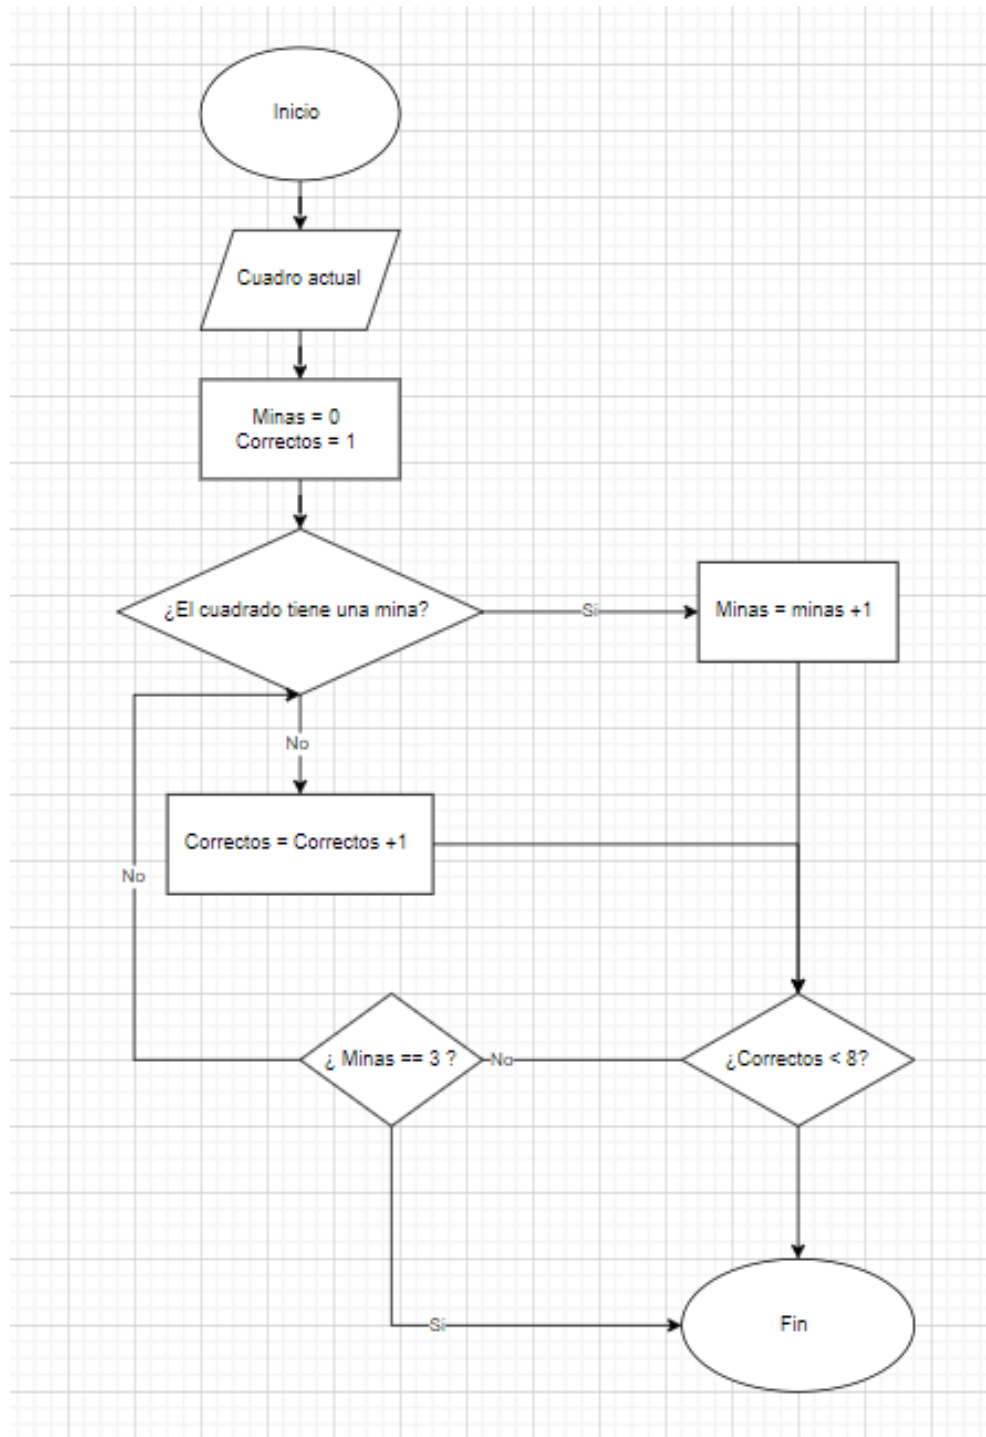 Inicio
Cuadro actual
Minas = 0
Correctos = 1
¿El cuadrado tiene una mina?
Si
Minas = minas +1
No
Correctos = Correctos +1
No
¿ Minas == 3 ?
No
¿Correctos < 8?
Si
Fin